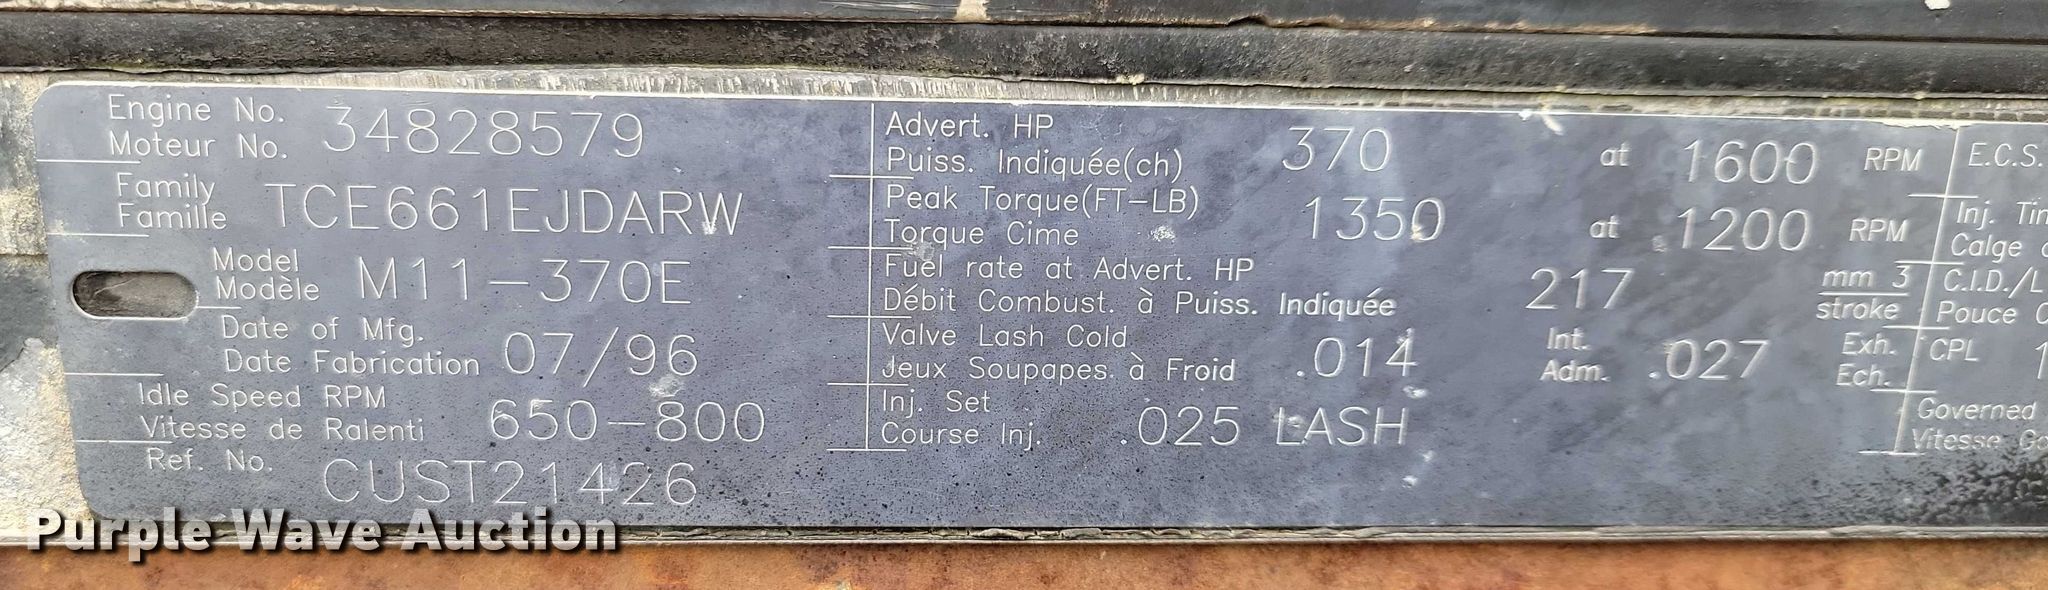 Engine No.
Moteur No. 34828579
Family
Famille TCE661EJDARW
Model
Modèle M11-370E
Date of Mfg.
Date Fabrication 07/96
Idle Speed RPM
Vitesse de Ralenti 650-800
Ref. No. CUST21426
Advert. HP
Puiss. Indiquée(ch) 370 at 1600 RPM
Peak Torque(FT-LB)
Torque Cime 1350 at 1200 RPM
Fuel rate at Advert. HP
Débit Combust. à Puiss. Indiquée 217 mm 3
stroke
Valve Lash Cold
Jeux Soupapes à Froid .014 Int.
Adm. .027 Exh.
Ech.
Inj. Set
Course Inj. .025 LASH
E.C.S.
Inj.
Calge
C.I.D./L
Pouce
CPL
Governed
Vitesse
Purple Wave Auction